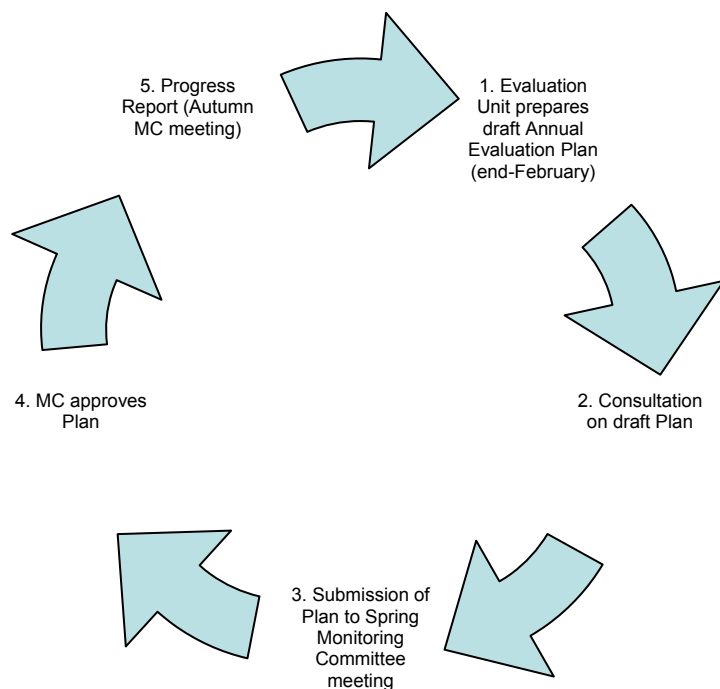 5. Progress
Report (Autumn
MC meeting)
1. Evaluation
Unit prepares
draft Annual
Evaluation Plan
(end-February)
2. Consultation
on draft Plan
3. Submission of
Plan to Spring
Monitoring
Committee
meeting
4. MC approves
Plan